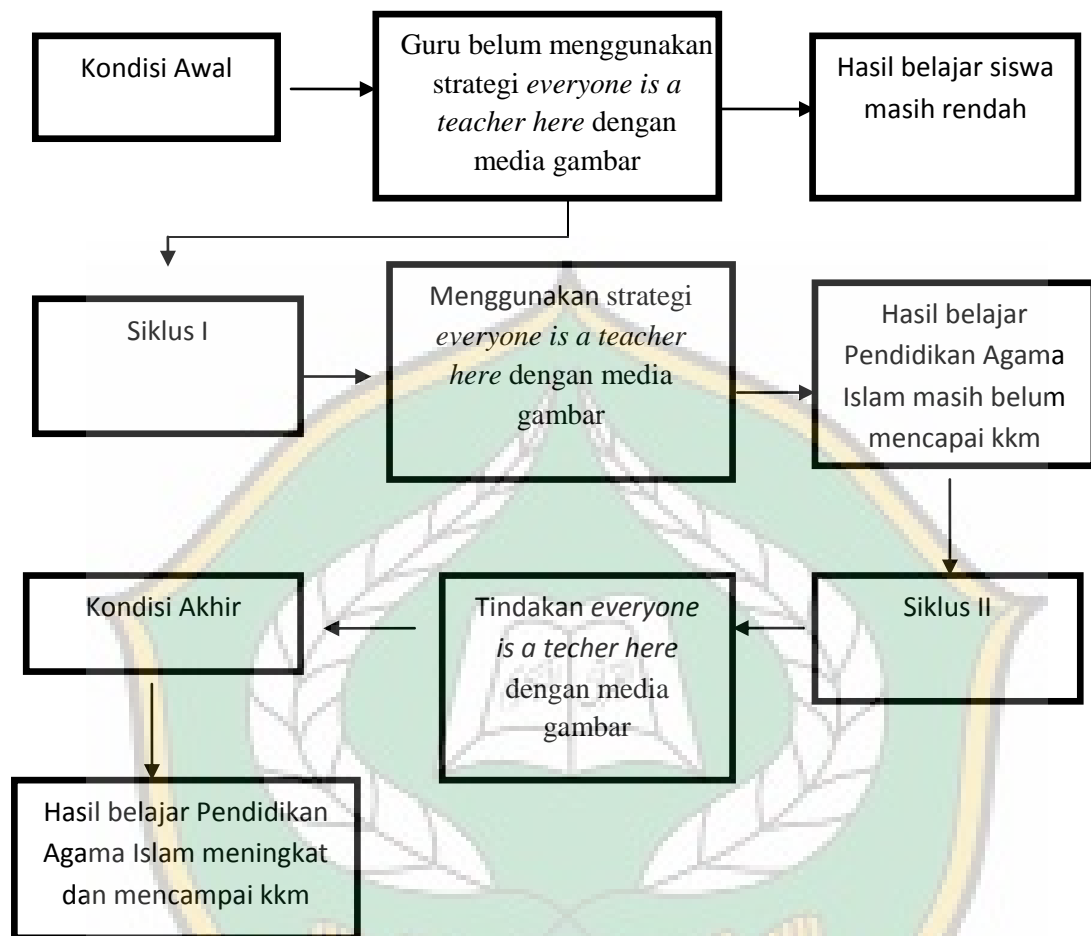 Kondisi Awal
Guru belum menggunakan
strategi everyone is a
teacher here dengan
media gambar
Hasil belajar siswa
masih rendah
Siklus I
Menggunakan strategi
everyone is a teacher
here dengan media
gambar
Hasil belajar
Pendidikan Agama
Islam masih belum
mencapai kkm
Kondisi Akhir
Tindakan everyone
is a techer here
dengan media
gambar
Siklus II
Hasil belajar Pendidikan
Agama Islam meningkat
dan mencampai kkm